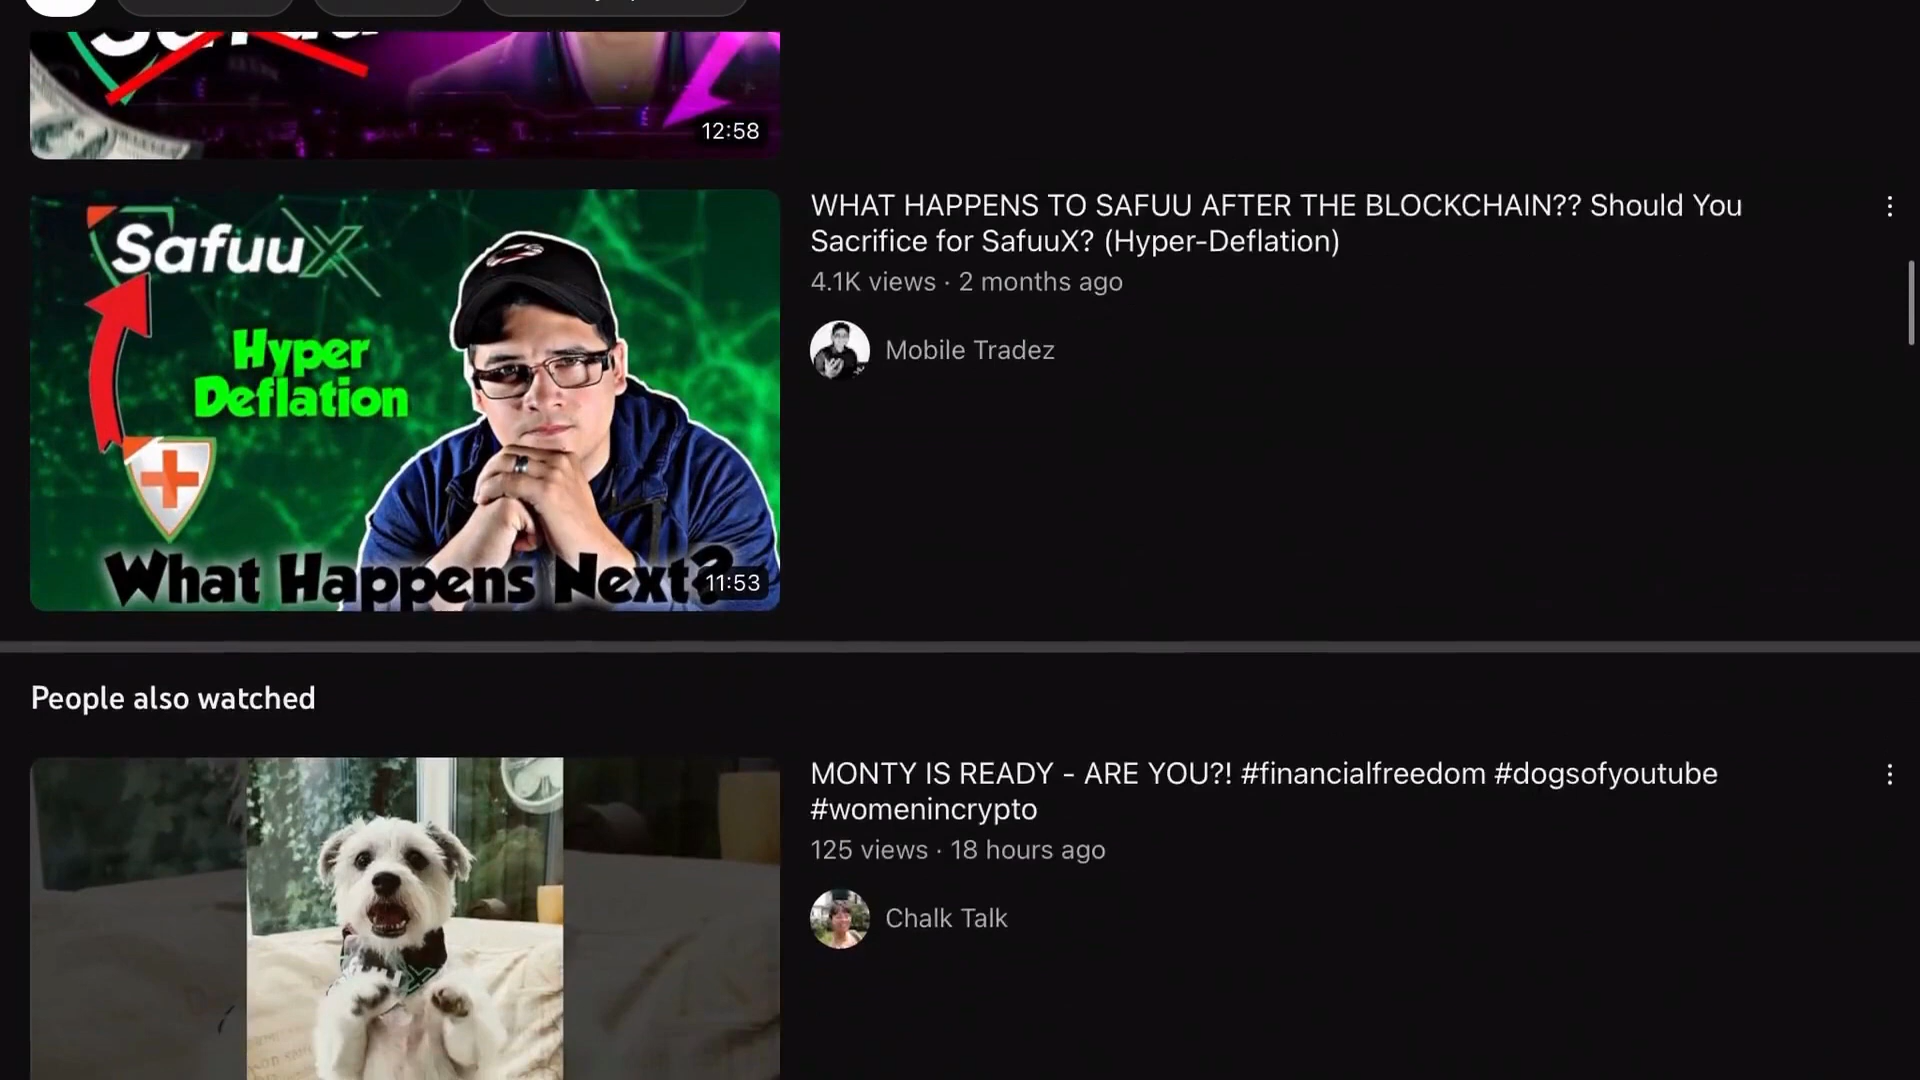 12:58
WHAT HAPPENS TO SAFUU AFTER THE BLOCKCHAIN?? Should You
Sacrifice for SafuuX? (Hyper-Deflation)
4.1K views · 2 months ago
Mobile Tradez
SafuuX
Hyper
Deflation
What Happens Next?
11:53
People also watched
MONTY IS READY - ARE YOU?! #financialfreedom #dogsofyoutube
#womenincrypto
125 views · 18 hours ago
Chalk Talk